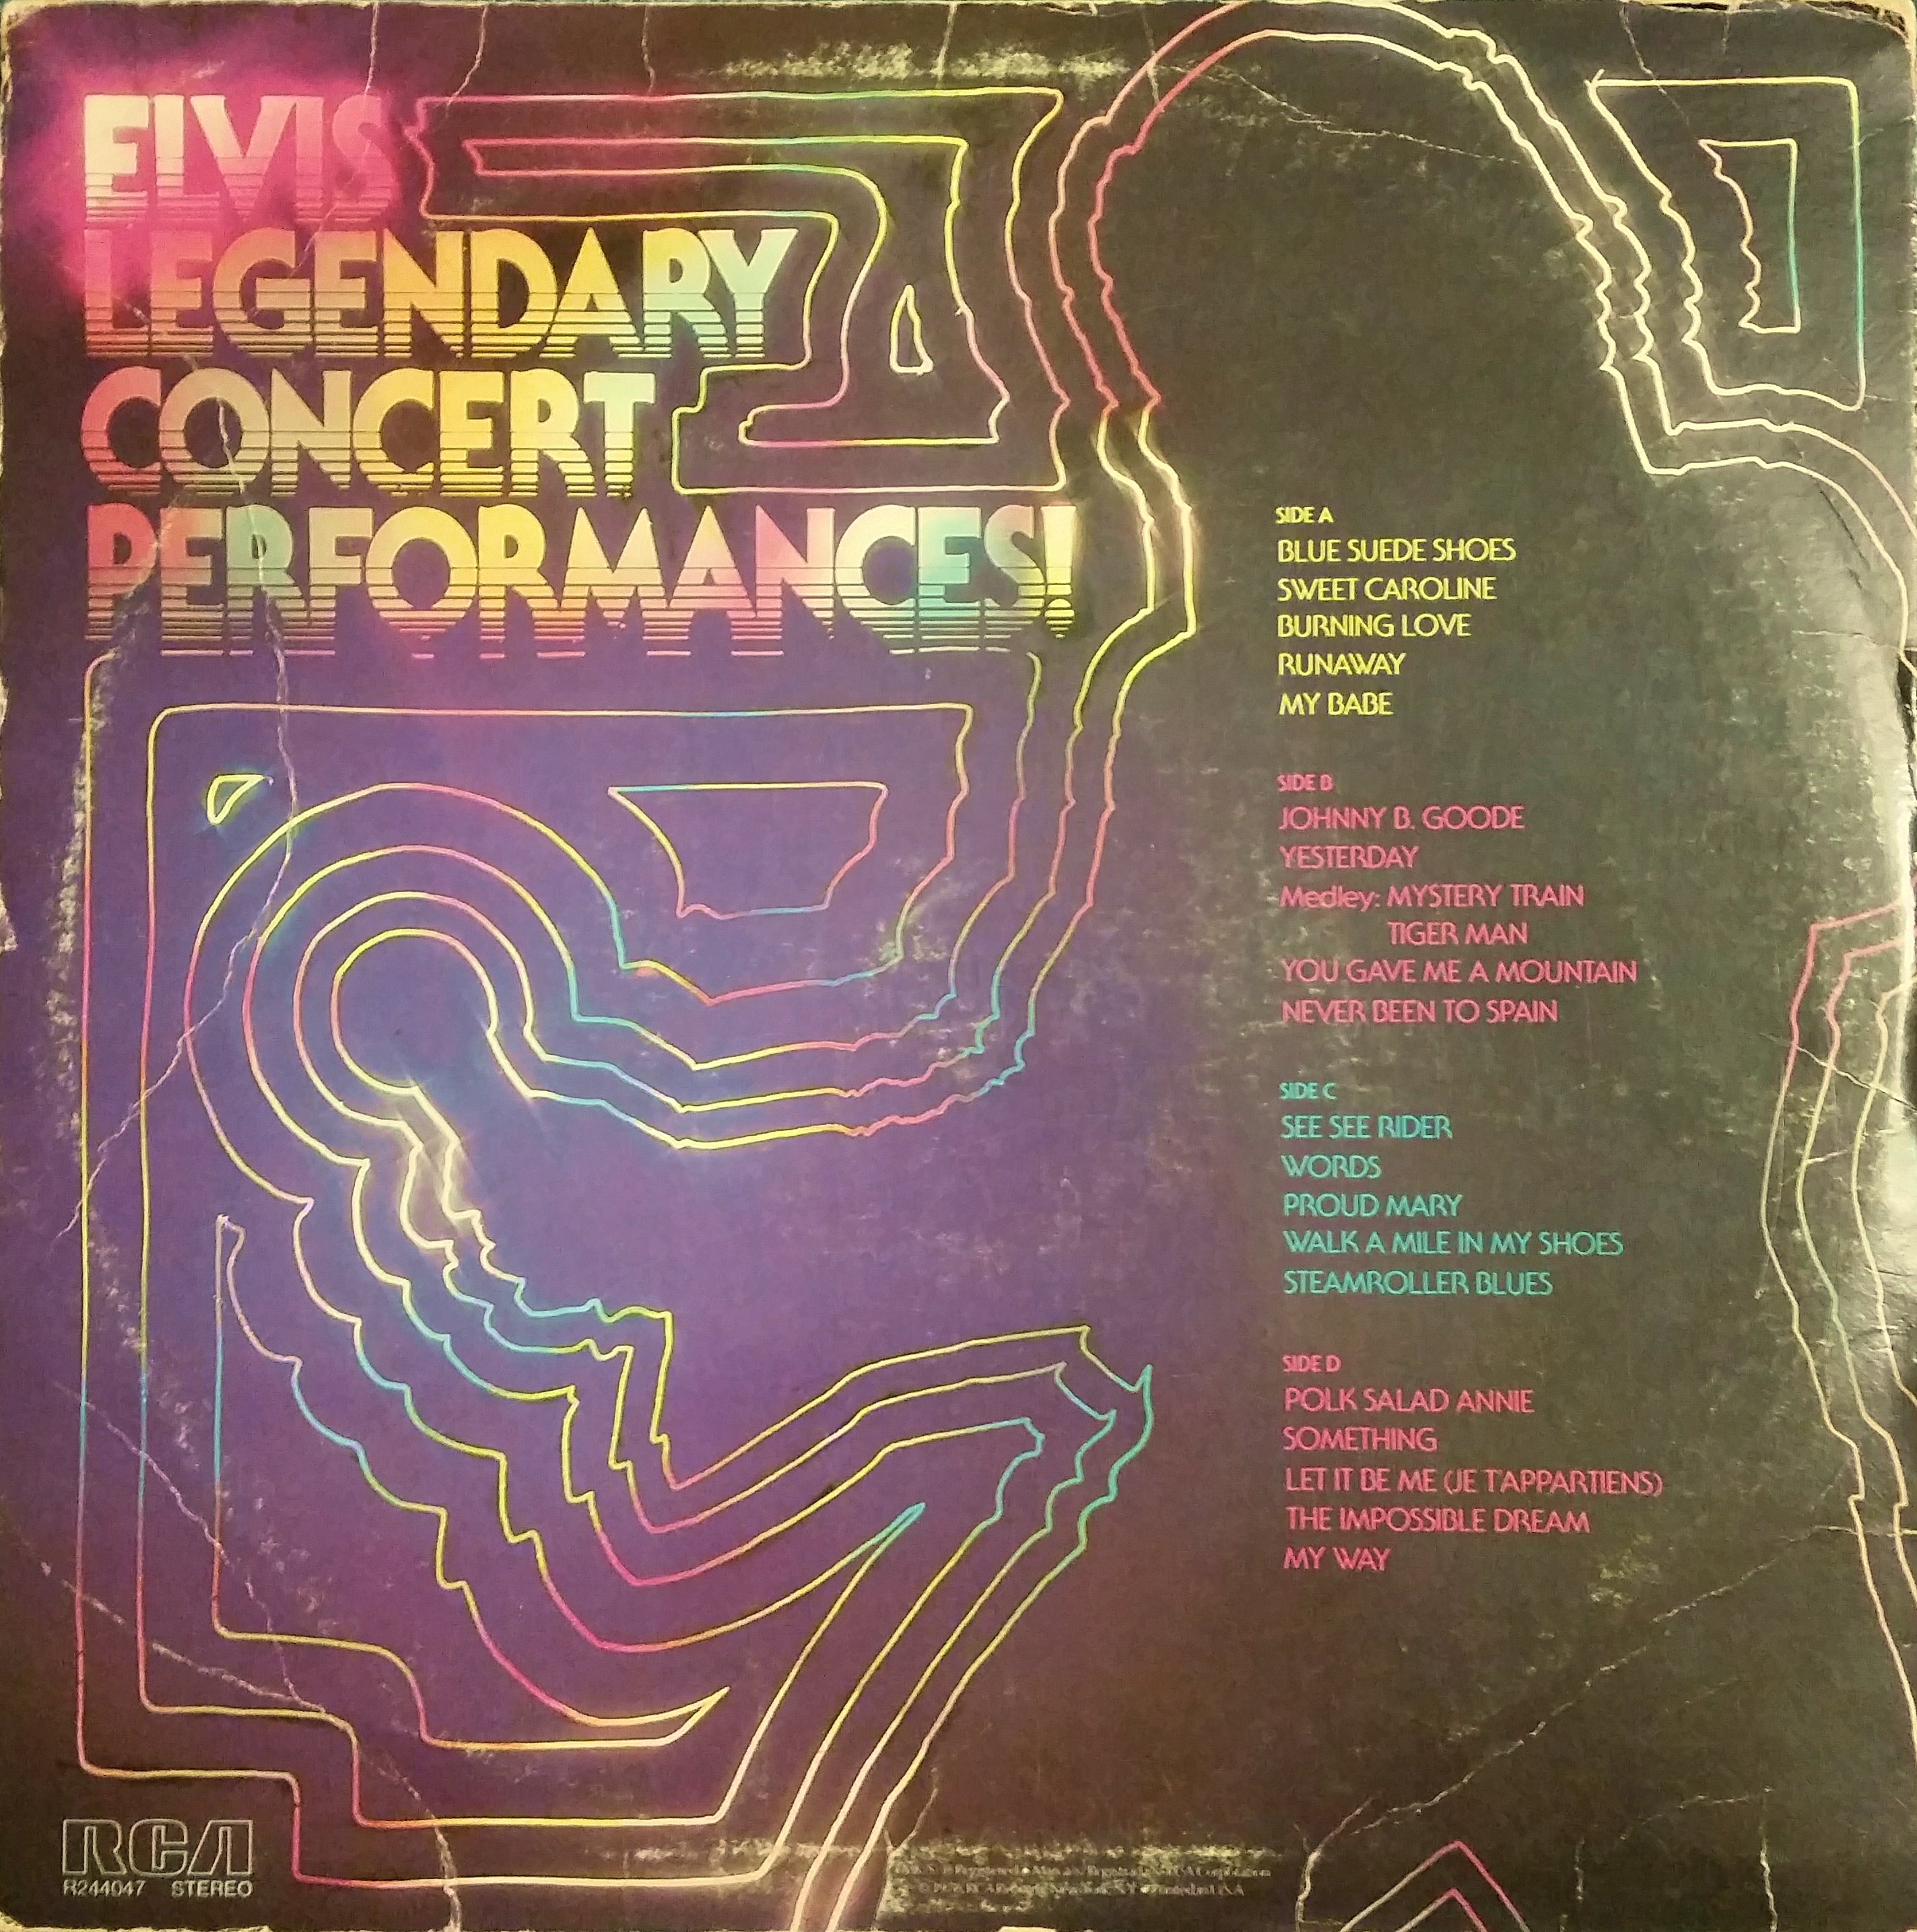 ELVIS
LEGENDARY
CONCERT
PERFORMANCES!
SIDE A
BLUE SUEDE SHOES
SWEET CAROLINE
BURNING LOVE
RUNAWAY
MY BABE
SIDE B
JOHNNY B. GOODE
YESTERDAY
Medley: MYSTERY TRAIN
TIGER MAN
YOU GAVE ME A MOUNTAIN
NEVER BEEN TO SPAIN
SIDE C
SEE SEE RIDER
WORDS
PROUD MARY
WALK A MILE IN MY SHOES
STEAMROLLER BLUES
SIDE D
POLK SALAD ANNIE
SOMETHING
LET IT BE ME (JE T'APPARTIENS)
THE IMPOSSIBLE DREAM
MY WAY
RCA
R244047 STEREO